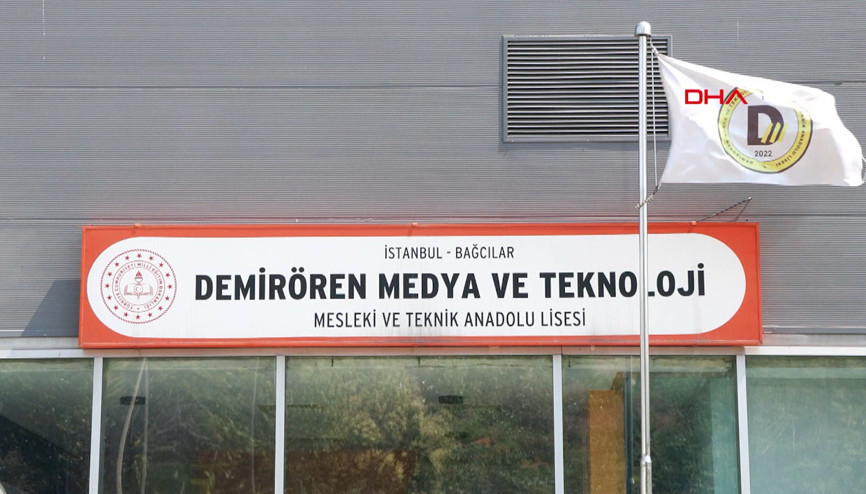 DHA
D
2022
İSTANBUL - BAĞCILAR
DEMİRÖREN MEDYA VE TEKNOLOJİ
MESLEKİ VE TEKNİK ANADOLU LİSESİ